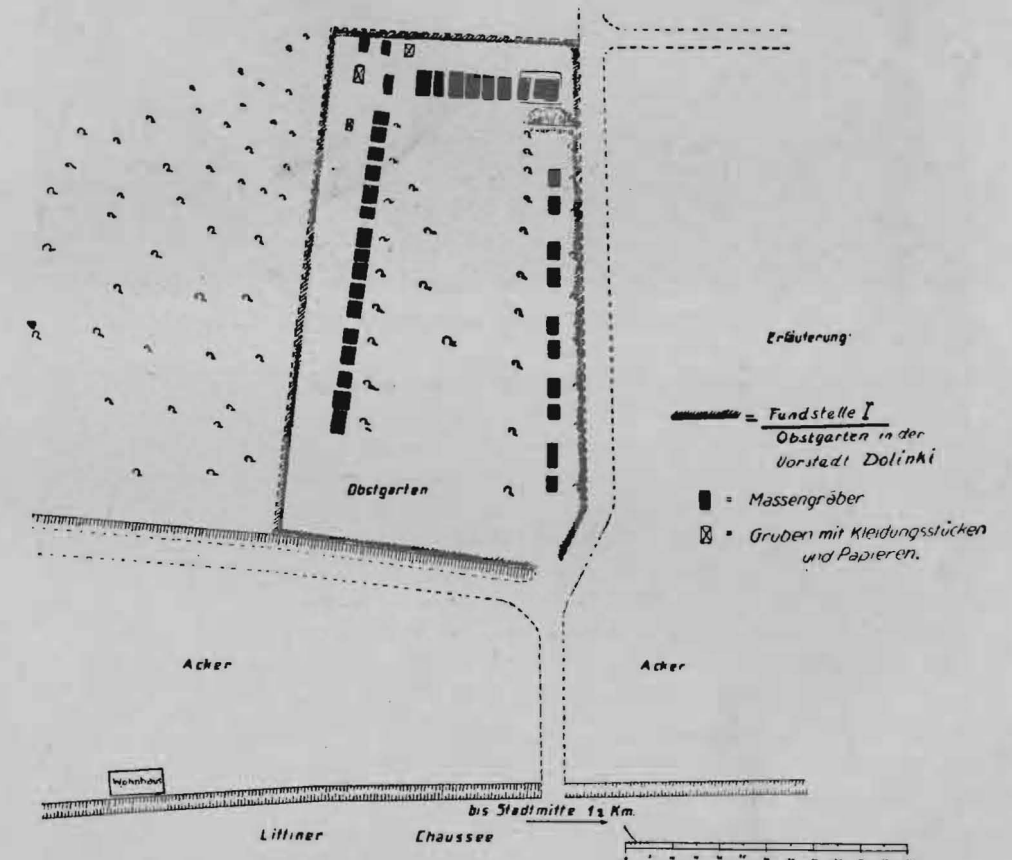 Erläuterung:
= Fundstelle I
Obstgarten in der
Vorstadt Dolinki
= Massengräber
= Gruben mit Kleidungsstücken
und Papieren.
Obstgarten
Acker
Acker
Wohnhaus
bis Stadtmitte 1½ Km.
Litliner Chaussee